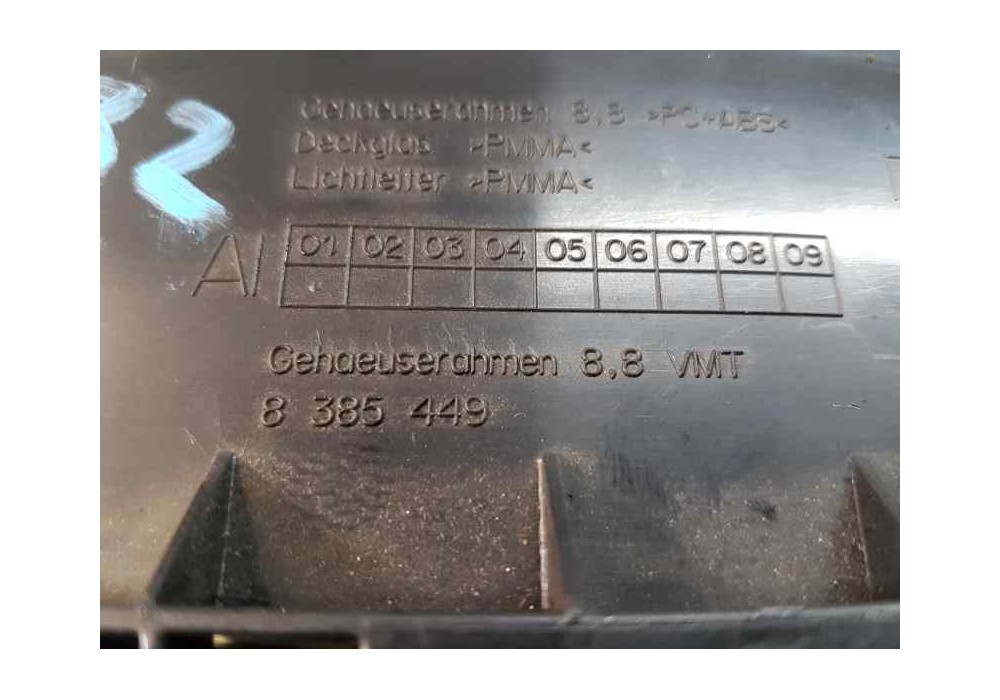 32
Gehaeuserahmen 8,8 >PC+ABS<
Deckglas >PMMA<
Lichtleiter >PMMA<
AI 01 02 03 04 05 06 07 08 09
Gehaeuserahmen 8,8 VMT
8 385 449